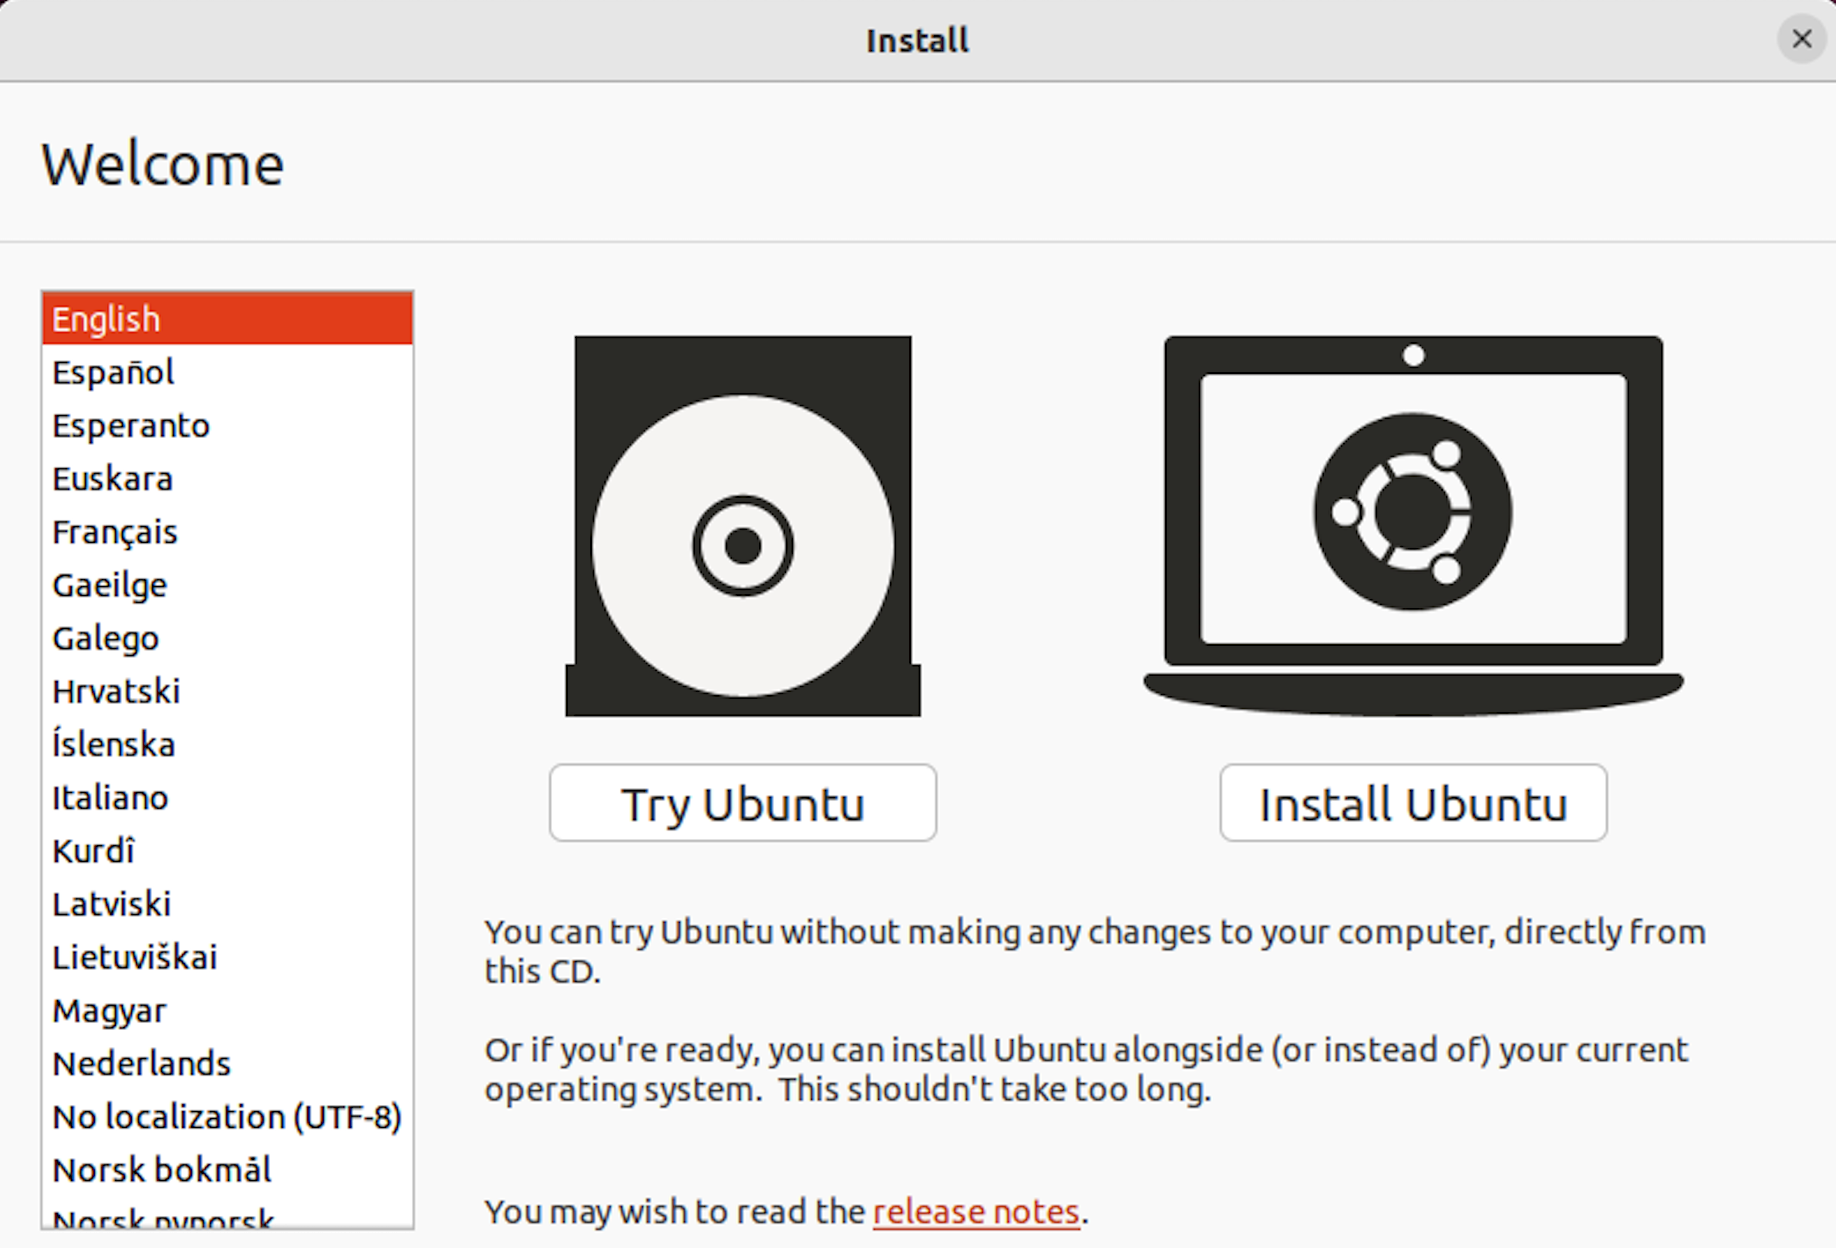 Install
Welcome
English
Español
Esperanto
Euskara
Français
Gaeilge
Galego
Hrvatski
Íslenska
Italiano
Kurdî
Latviski
Lietuviškai
Magyar
Nederlands
No localization (UTF-8)
Norsk bokmål
Norsk nynorsk
Try Ubuntu
Install Ubuntu
You can try Ubuntu without making any changes to your computer, directly from
this CD.
Or if you're ready, you can install Ubuntu alongside (or instead of) your current
operating system.  This shouldn't take too long.
You may wish to read the release notes.